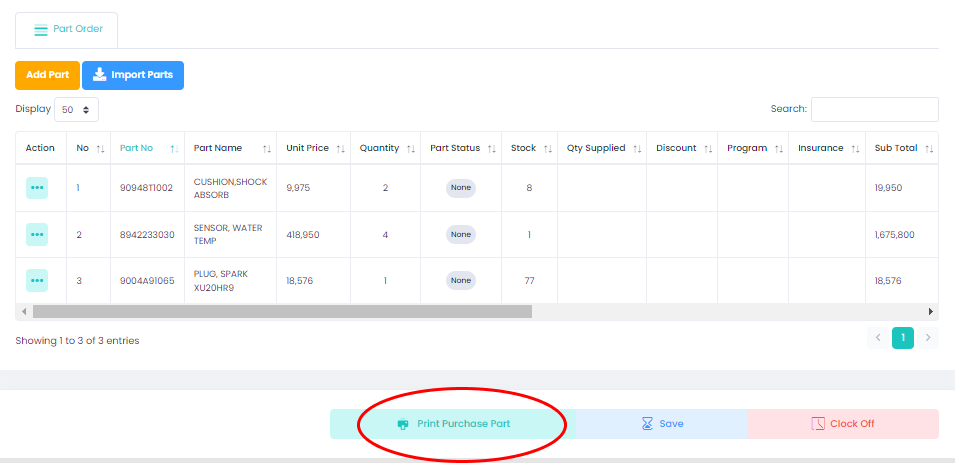 Part Order
Add Part Import Parts
Display 50 Search:
Action No Part No Part Name Unit Price Quantity Part Status Stock Qty Supplied Discount Program Insurance Sub Total
1 90948T1002 CUSHION,SHOCK ABSORB 9,975 2 None 8 19,950
2 8942233030 SENSOR, WATER TEMP 418,950 4 None 1 1,675,800
3 9004A91065 PLUG, SPARK XU20HR9 18,576 1 None 77 18,576
Showing 1 to 3 of 3 entries 1
Print Purchase Part Save Clock Off